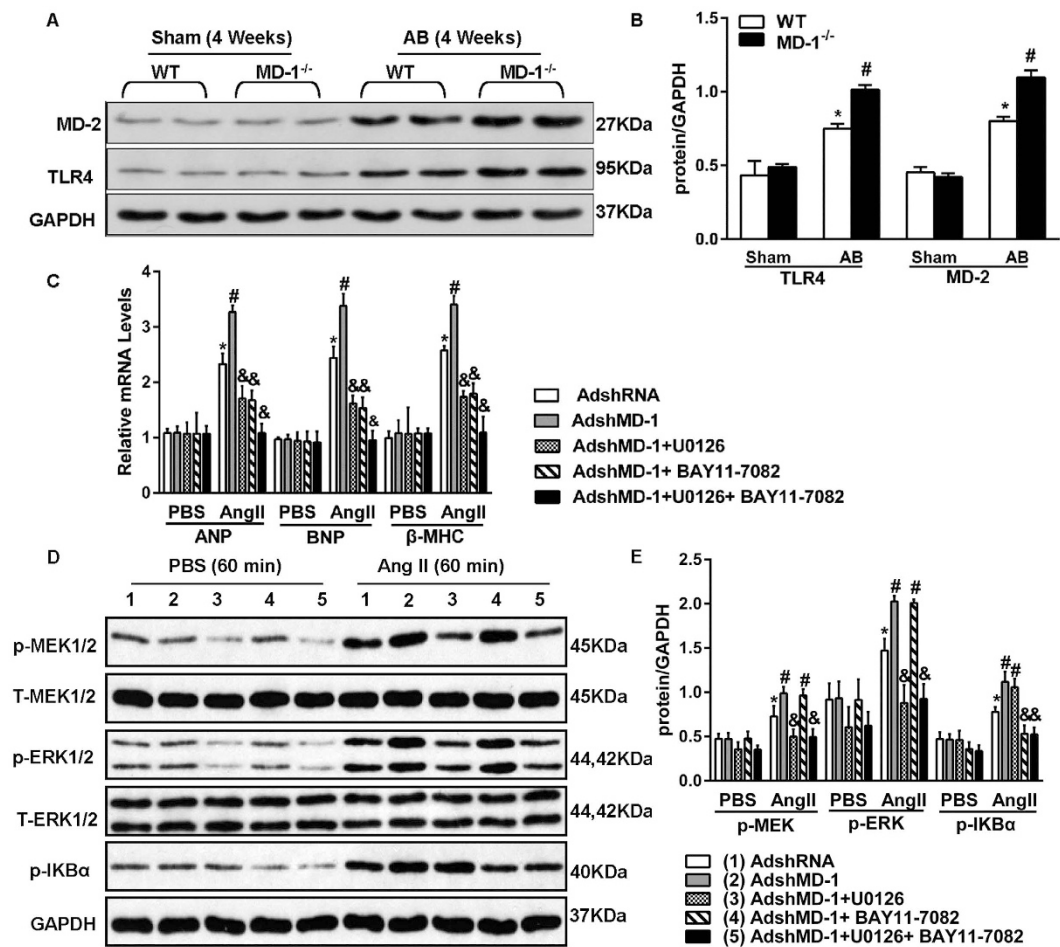 A
Sham (4 Weeks) AB (4 Weeks)
WT MD-1-/- WT MD-1-/-
MD-2 27KDa
TLR4 95KDa
GAPDH 37KDa
B
WT
MD-1-/-
protein/GAPDH
1.5
1.0
0.5
0.0
* # * #
Sham AB Sham AB
TLR4 MD-2
C
Relative mRNA Levels
4
3
2
1
0
* # && & * # && & * # && &
PBS AngII PBS AngII PBS AngII
ANP BNP β-MHC
AdshRNA
AdshMD-1
AdshMD-1+U0126
AdshMD-1+ BAY11-7082
AdshMD-1+U0126+ BAY11-7082
D
PBS (60 min) Ang II (60 min)
1 2 3 4 5 1 2 3 4 5
p-MEK1/2 45KDa
T-MEK1/2 45KDa
p-ERK1/2 44,42KDa
T-ERK1/2 44,42KDa
p-IKBα 40KDa
GAPDH 37KDa
E
protein/GAPDH
2.5
2.0
1.5
1.0
0.5
0.0
* # & # & * # & # & * # # &&
PBS AngII PBS AngII PBS AngII
p-MEK p-ERK p-IKBα
(1) AdshRNA
(2) AdshMD-1
(3) AdshMD-1+U0126
(4) AdshMD-1+ BAY11-7082
(5) AdshMD-1+U0126+ BAY11-7082